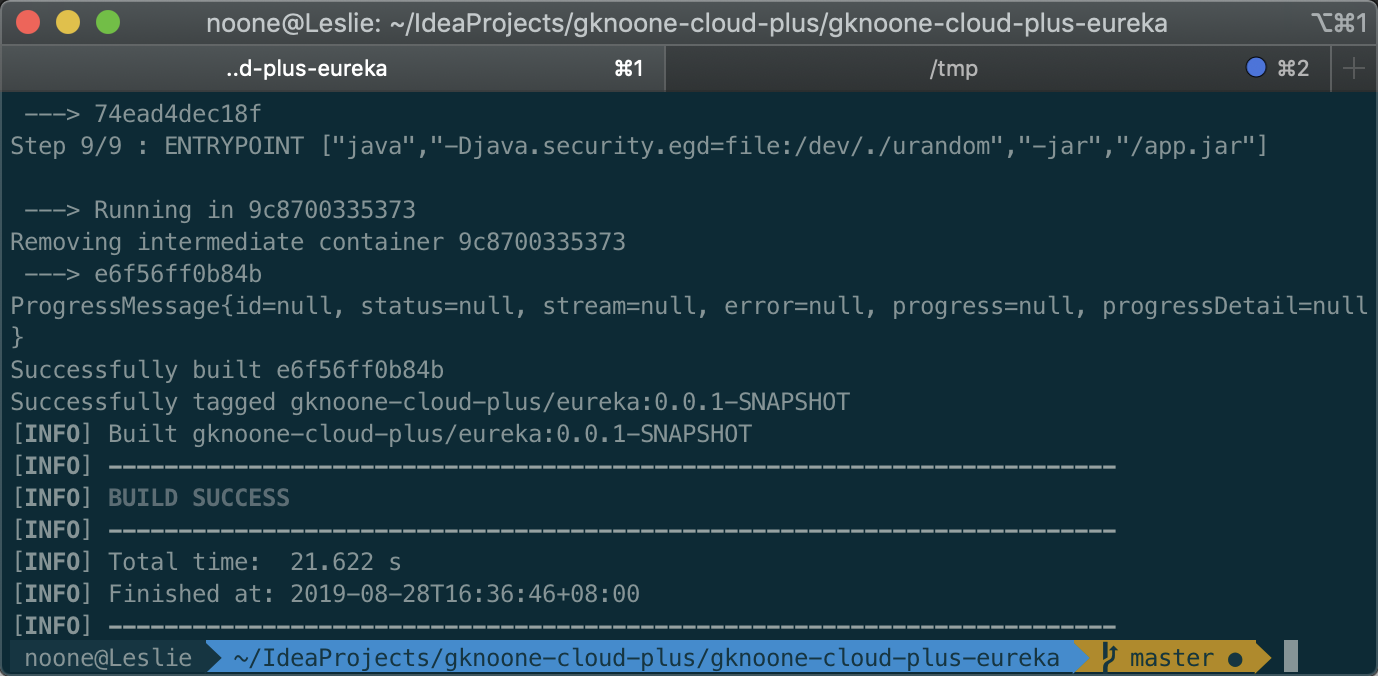 noone@Leslie: ~/IdeaProjects/gknoone-cloud-plus/gknoone-cloud-plus-eureka ⌥⌘1
..d-plus-eureka ⌘1 /tmp ⌘2
---> 74ead4dec18f
Step 9/9 : ENTRYPOINT ["java","-Djava.security.egd=file:/dev/./urandom","-jar","/app.jar"]
---> Running in 9c8700335373
Removing intermediate container 9c8700335373
---> e6f56ff0b84b
ProgressMessage{id=null, status=null, stream=null, error=null, progress=null, progressDetail=null
}
Successfully built e6f56ff0b84b
Successfully tagged gknoone-cloud-plus/eureka:0.0.1-SNAPSHOT
[INFO] Built gknoone-cloud-plus/eureka:0.0.1-SNAPSHOT
[INFO] ------------------------------------------------------------------------
[INFO] BUILD SUCCESS
[INFO] ------------------------------------------------------------------------
[INFO] Total time:  21.622 s
[INFO] Finished at: 2019-08-28T16:36:46+08:00
[INFO] ------------------------------------------------------------------------
noone@Leslie ~/IdeaProjects/gknoone-cloud-plus/gknoone-cloud-plus-eureka master ●